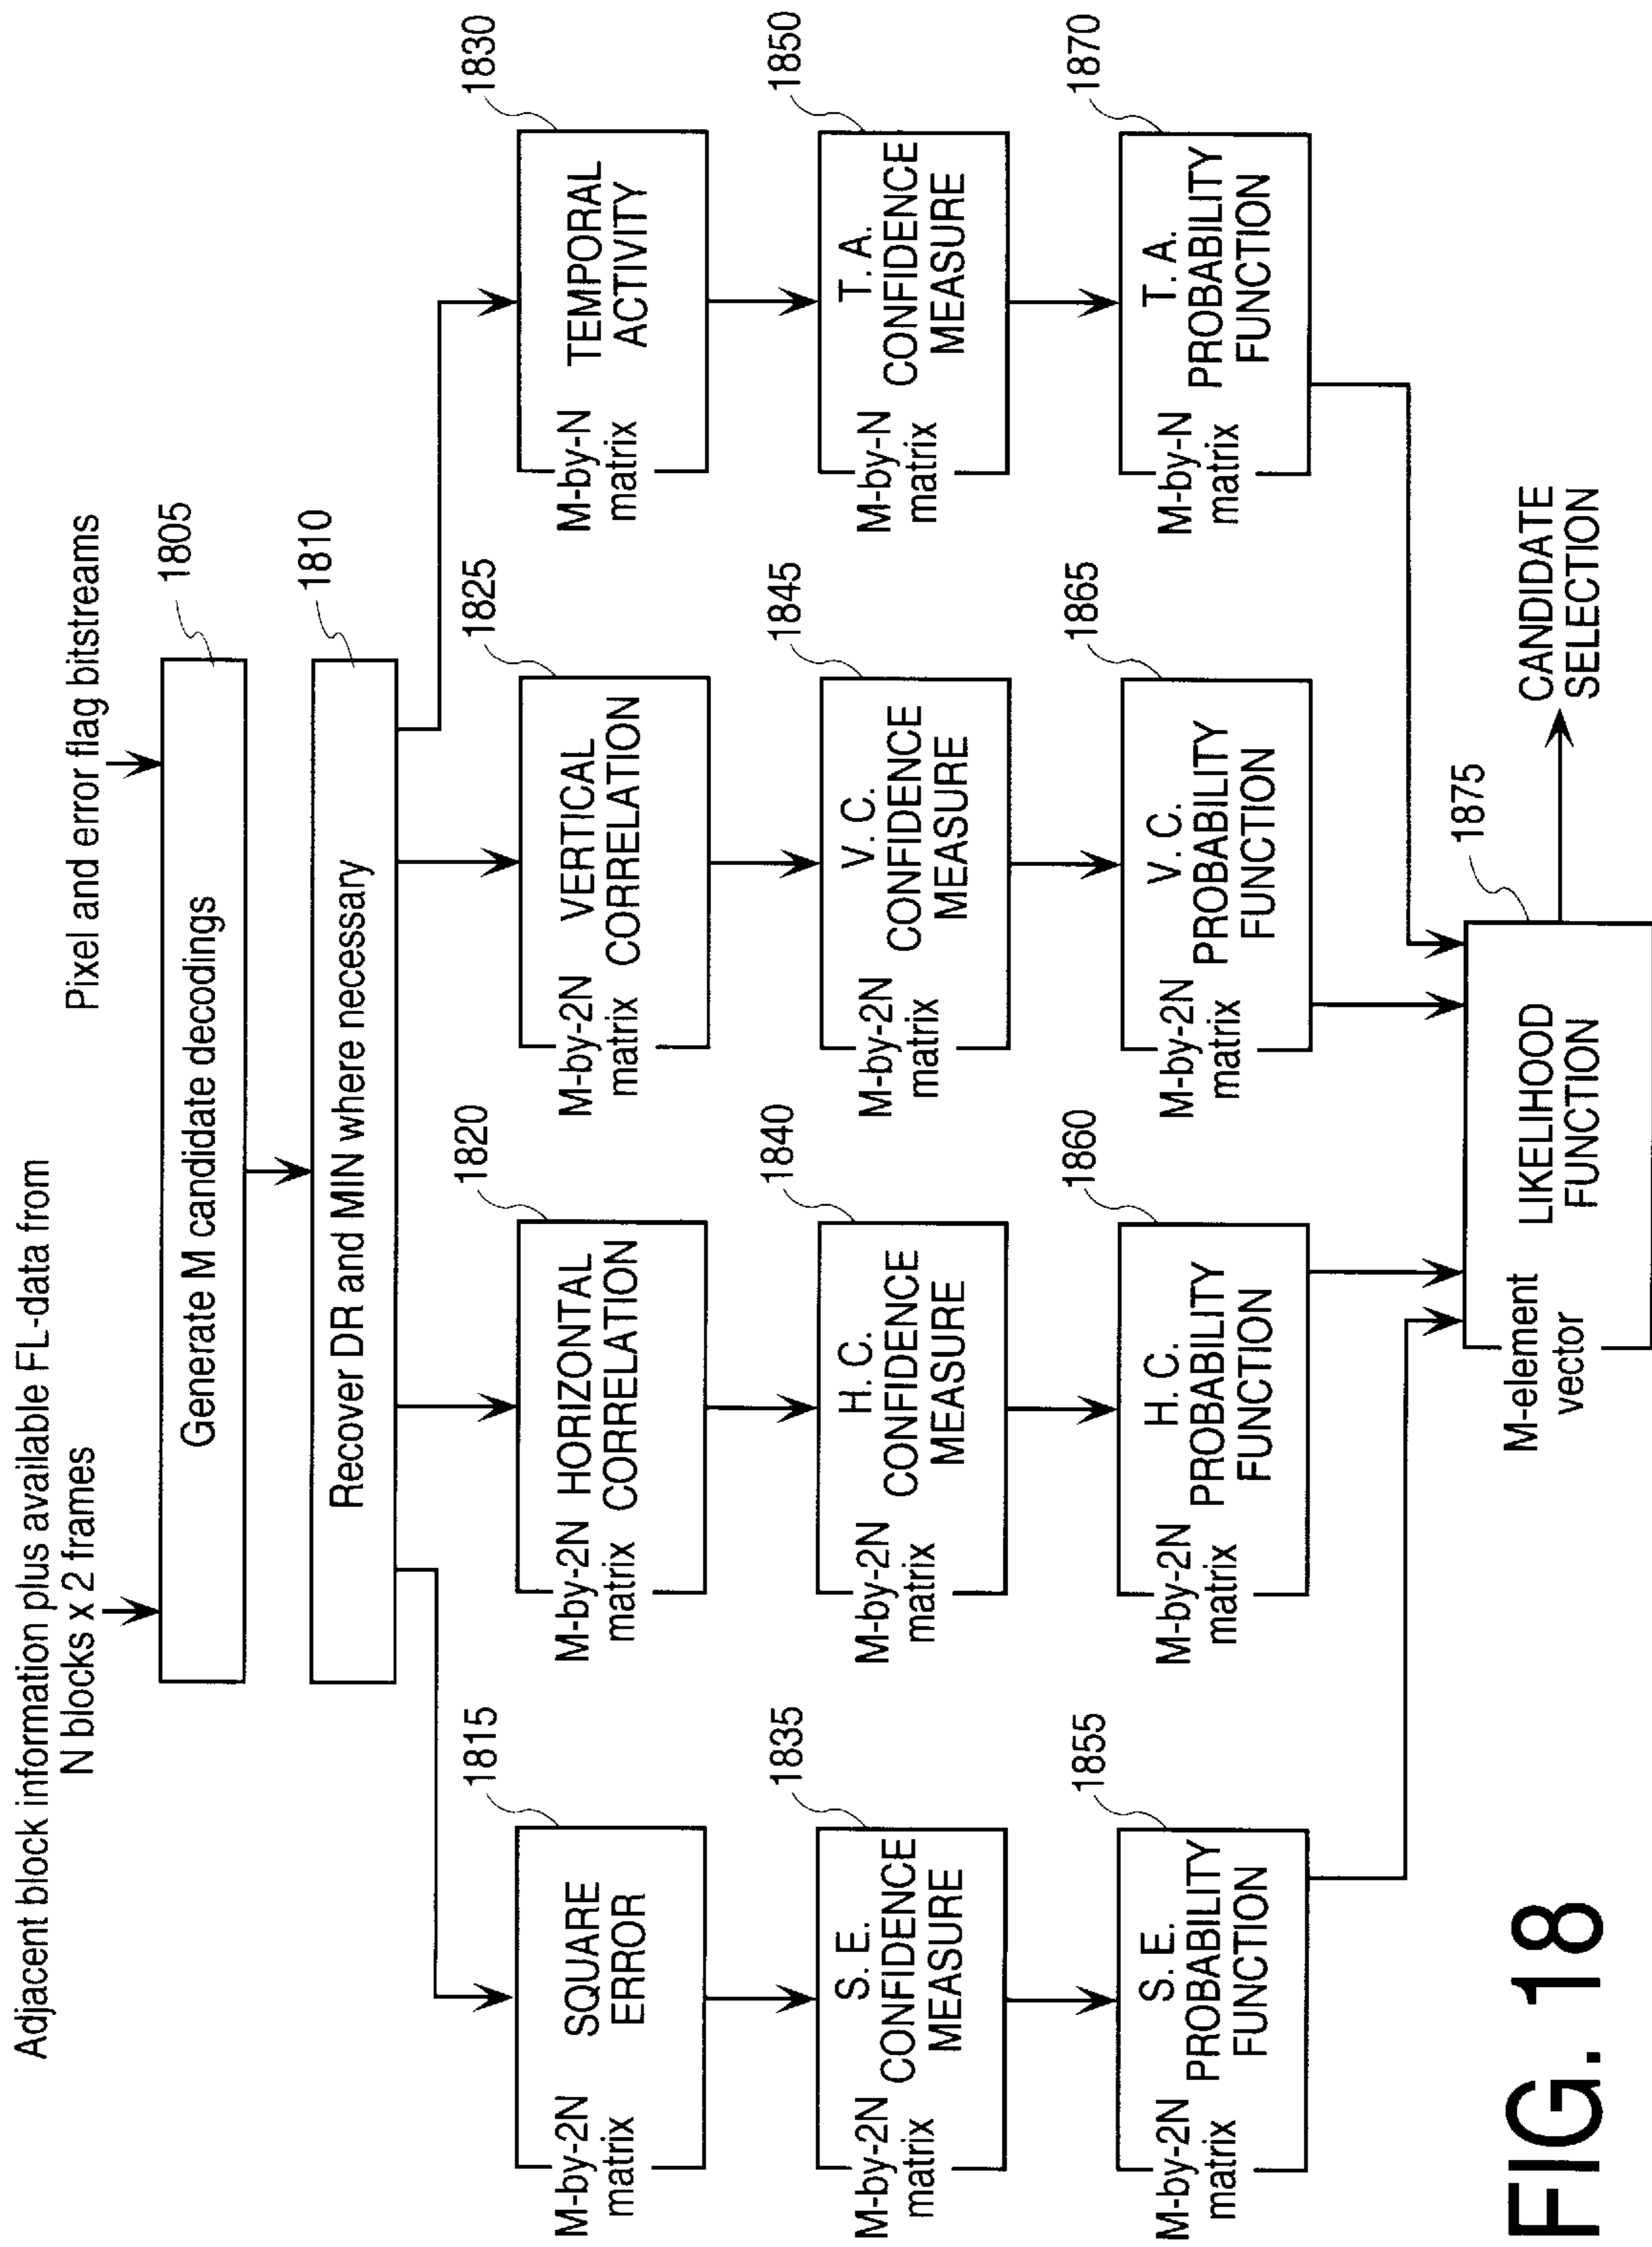 Adjacent block information plus available FL-data from
N blocks x 2 frames
Pixel and error flag bitstreams
Generate M candidate decodings
1805
Recover DR and MIN where necessary
1810
1815
M-by-2N
matrix
SQUARE
ERROR
1820
M-by-2N
matrix
HORIZONTAL
CORRELATION
1825
M-by-2N
matrix
VERTICAL
CORRELATION
1830
M-by-N
matrix
TEMPORAL
ACTIVITY
1835
M-by-2N
matrix
S. E.
CONFIDENCE
MEASURE
1840
M-by-2N
matrix
H. C.
CONFIDENCE
MEASURE
1845
M-by-2N
matrix
V. C.
CONFIDENCE
MEASURE
1850
M-by-N
matrix
T. A.
CONFIDENCE
MEASURE
1855
M-by-2N
matrix
S. E.
PROBABILITY
FUNCTION
1860
M-by-2N
matrix
H. C.
PROBABILITY
FUNCTION
1865
M-by-2N
matrix
V. C.
PROBABILITY
FUNCTION
1870
M-by-N
matrix
T. A.
PROBABILITY
FUNCTION
1875
M-element
vector
LIKELIHOOD
FUNCTION
CANDIDATE
SELECTION
FIG. 18